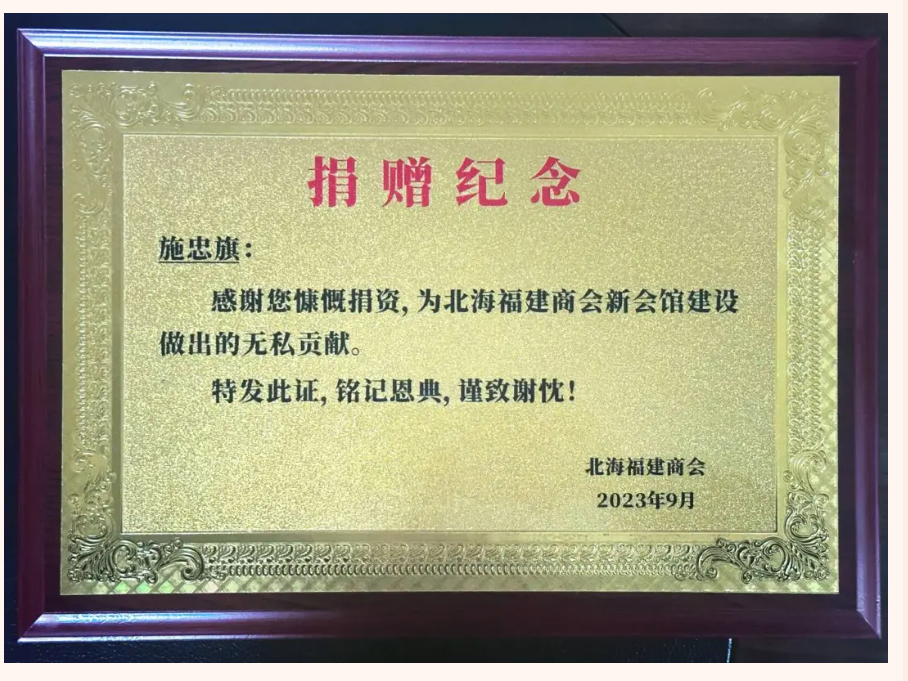 捐赠纪念
施忠旗：
感谢您慷慨捐资，为北海福建商会新会馆建设
做出的无私贡献。
特发此证，铭记恩典，谨致谢忱！
北海福建商会
2023年9月